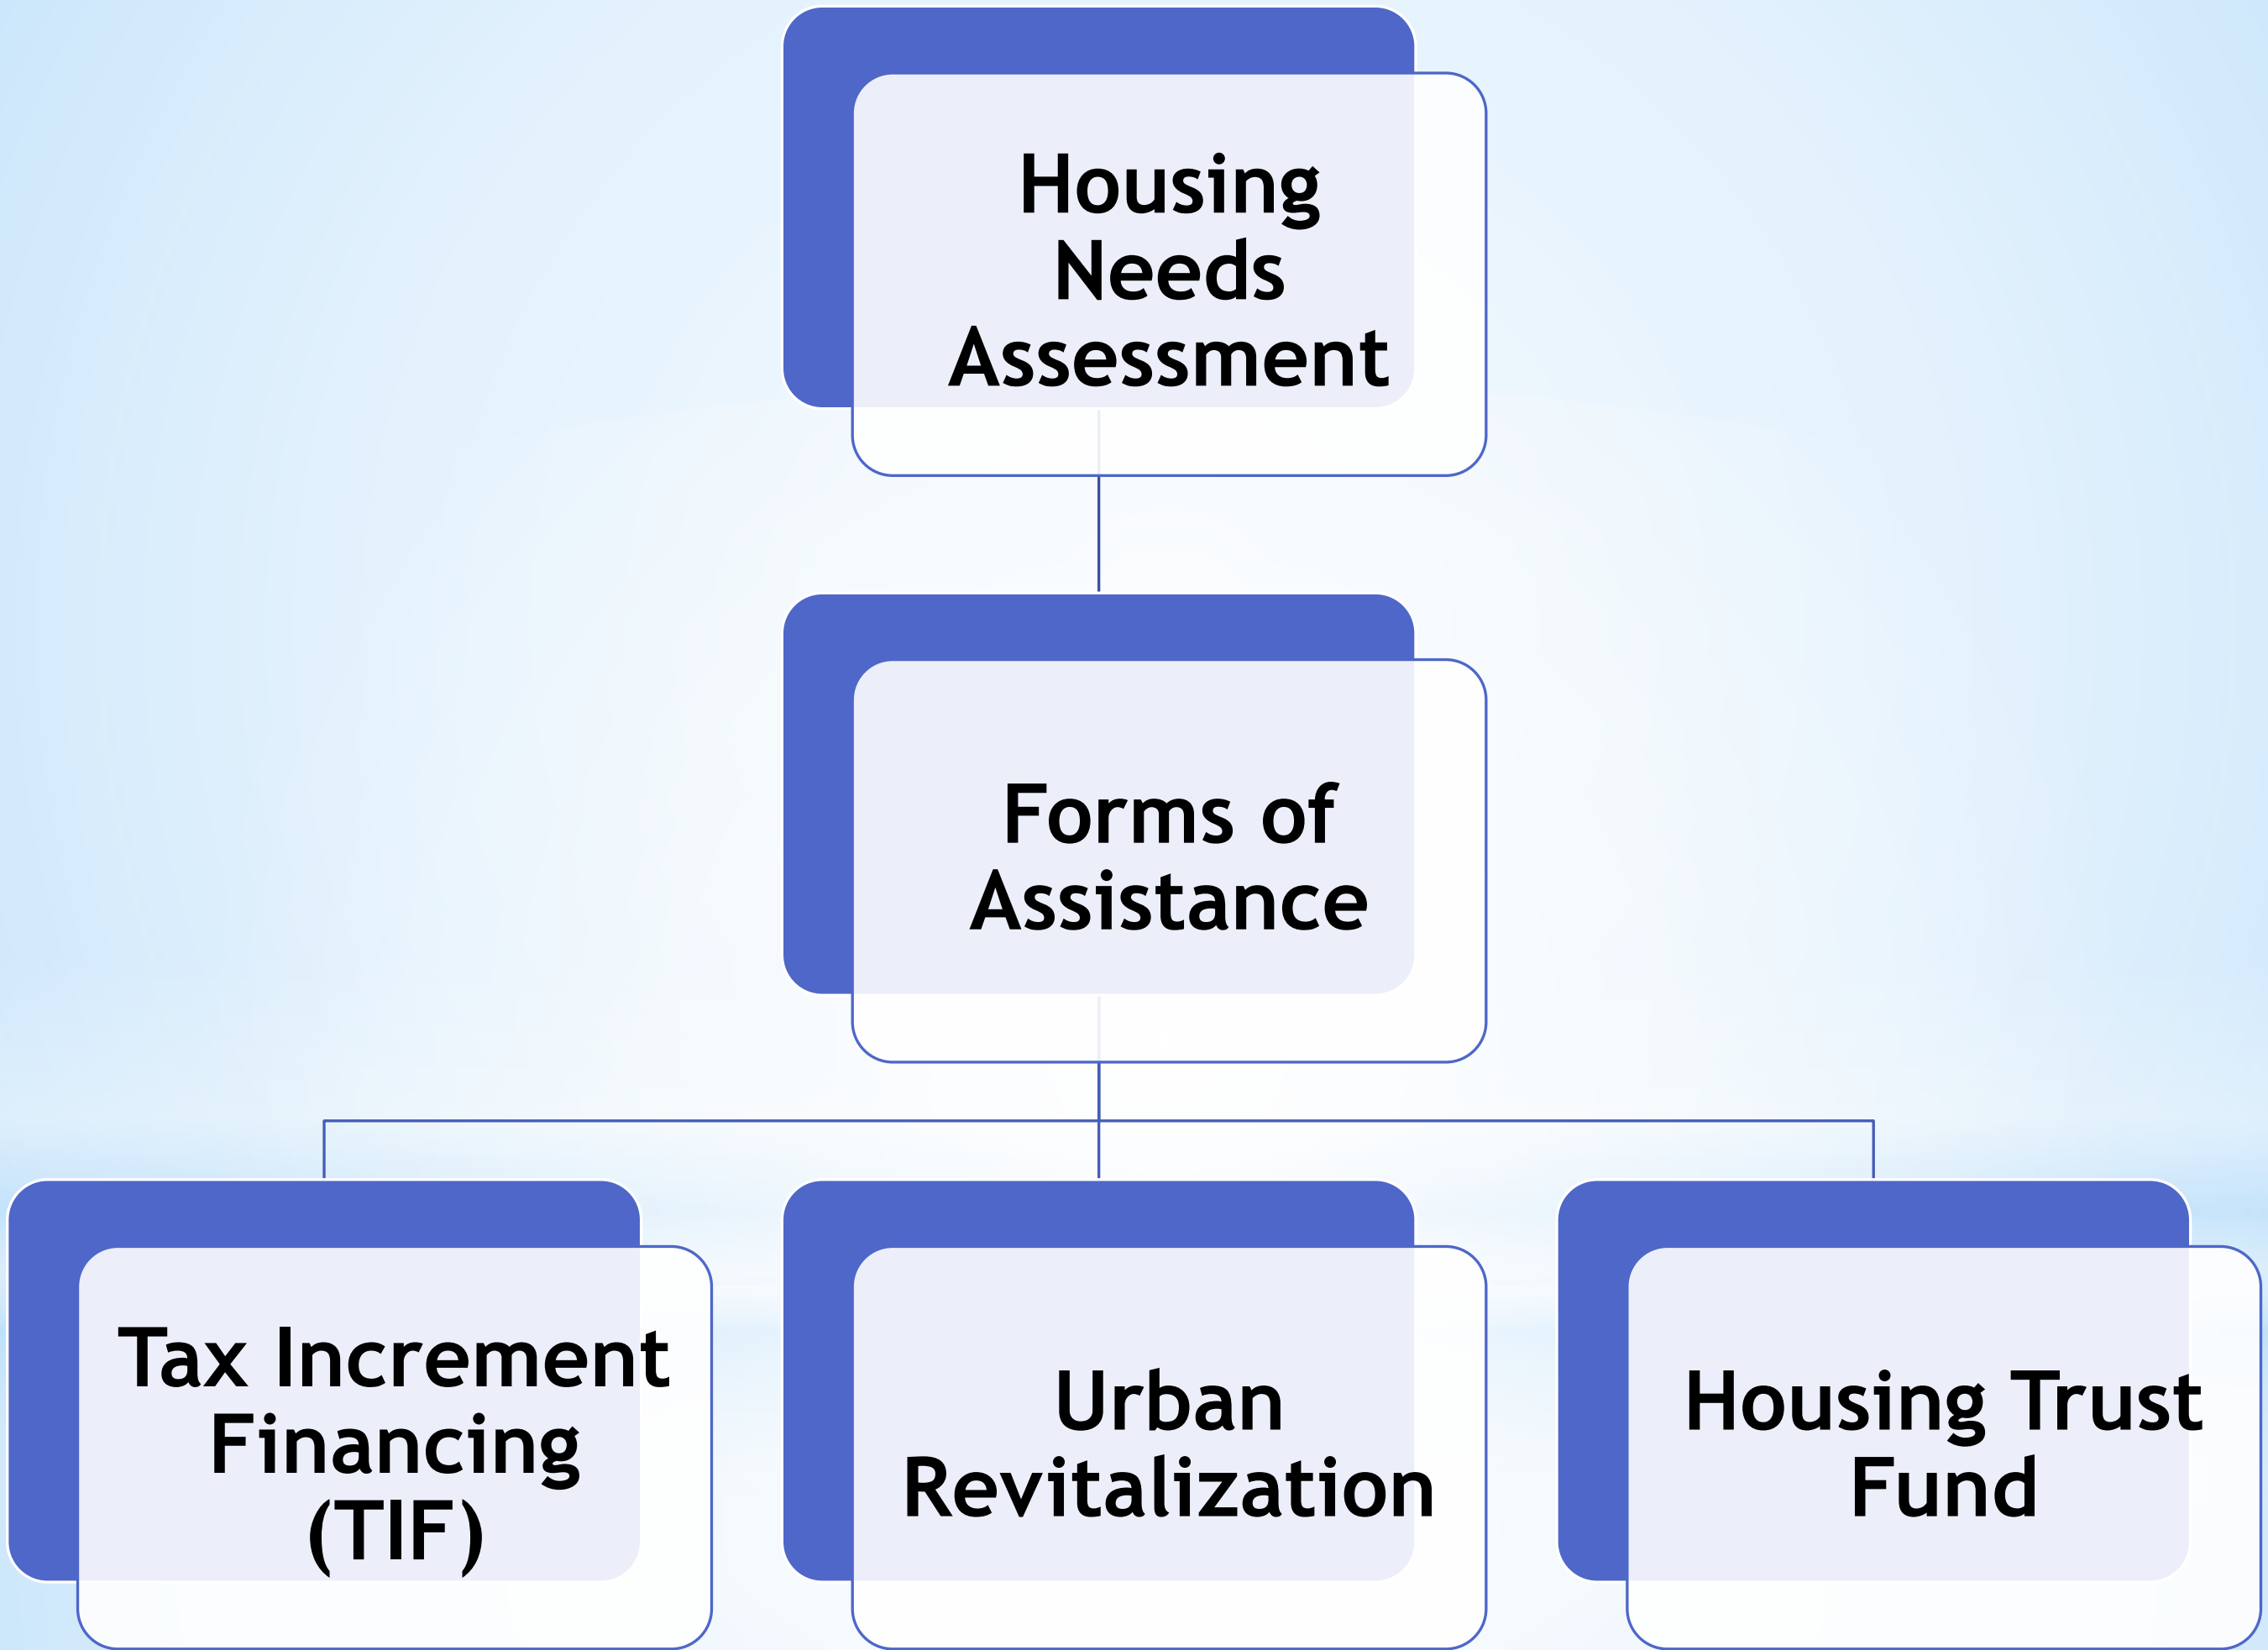 Housing
Needs
Assessment
Forms of
Assistance
Tax Increment
Financing
(TIF)
Urban
Revitalization
Housing Trust
Fund